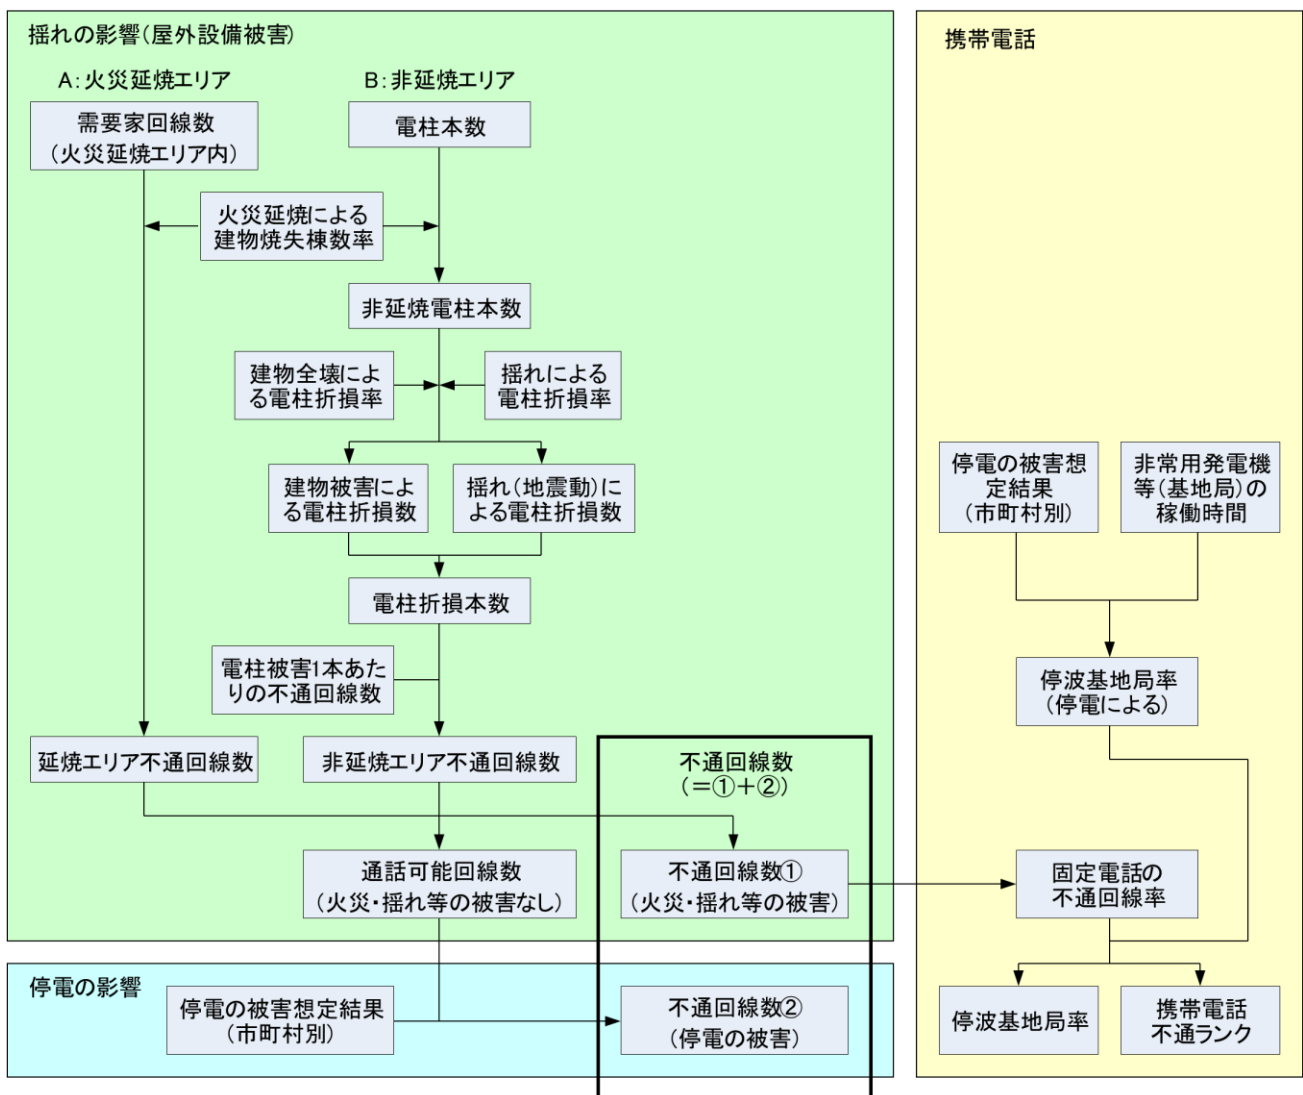 揺れの影響(屋外設備被害)
A:火災延焼エリア
B:非延焼エリア
需要家回線数
(火災延焼エリア内)
電柱本数
火災延焼による
建物焼失棟数率
非延焼電柱本数
建物全壊によ
る電柱折損率
揺れによる
電柱折損率
建物被害によ
る電柱折損数
揺れ(地震動)に
よる電柱折損数
電柱折損本数
電柱被害1本あた
りの不通回線数
延焼エリア不通回線数
非延焼エリア不通回線数
不通回線数
(=①+②)
通話可能回線数
(火災・揺れ等の被害なし)
不通回線数①
(火災・揺れ等の被害)
停電の影響
停電の被害想定結果
(市町村別)
不通回線数②
(停電の被害)
携帯電話
停電の被害想
定結果
(市町村別)
非常用発電機
等(基地局)の
稼働時間
停波基地局率
(停電による)
固定電話の
不通回線率
停波基地局率
携帯電話
不通ランク